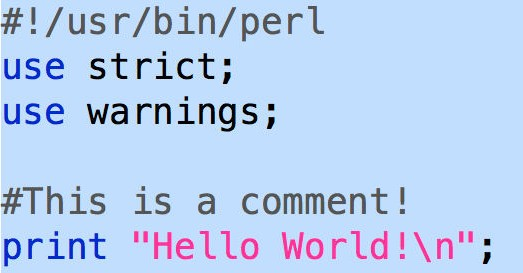 #!/usr/bin/perl
use strict;
use warnings;
#This is a comment!
print "Hello World!\n";